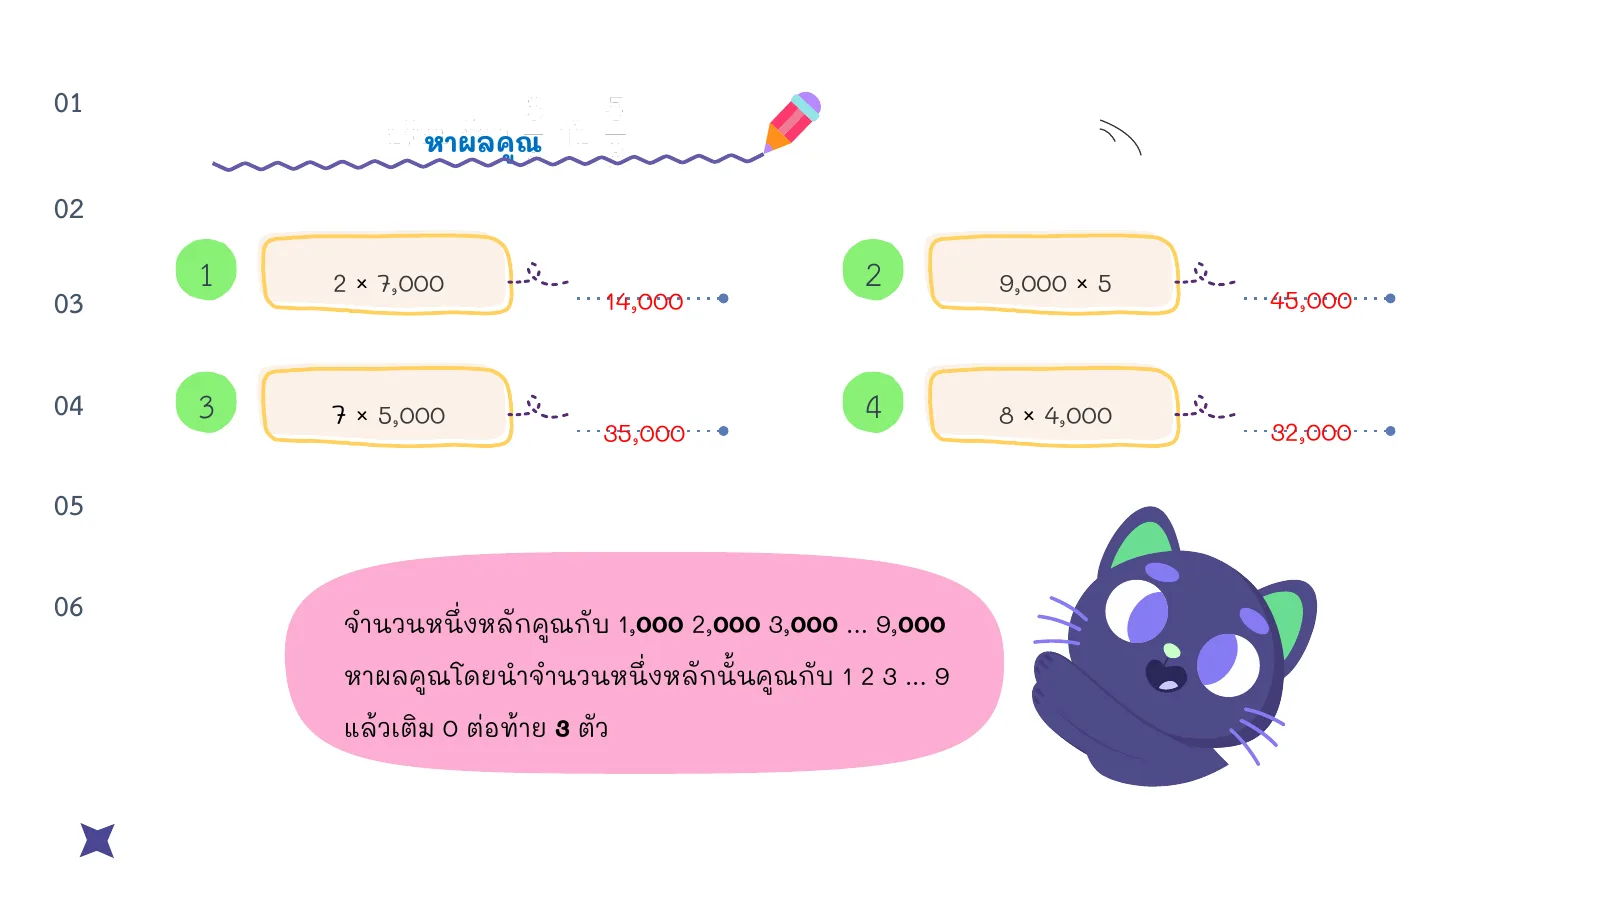 01
หาผลคูณ
02
1
2 × 7,000
14,000
2
9,000 × 5
45,000
03
3
7 × 5,000
35,000
4
8 × 4,000
32,000
04
05
06
จำนวนหนึ่งหลักคูณกับ 1,000 2,000 3,000 ... 9,000
หาผลคูณโดยนำจำนวนหนึ่งหลักนั้นคูณกับ 1 2 3 ... 9
แล้วเติม 0 ต่อท้าย 3 ตัว